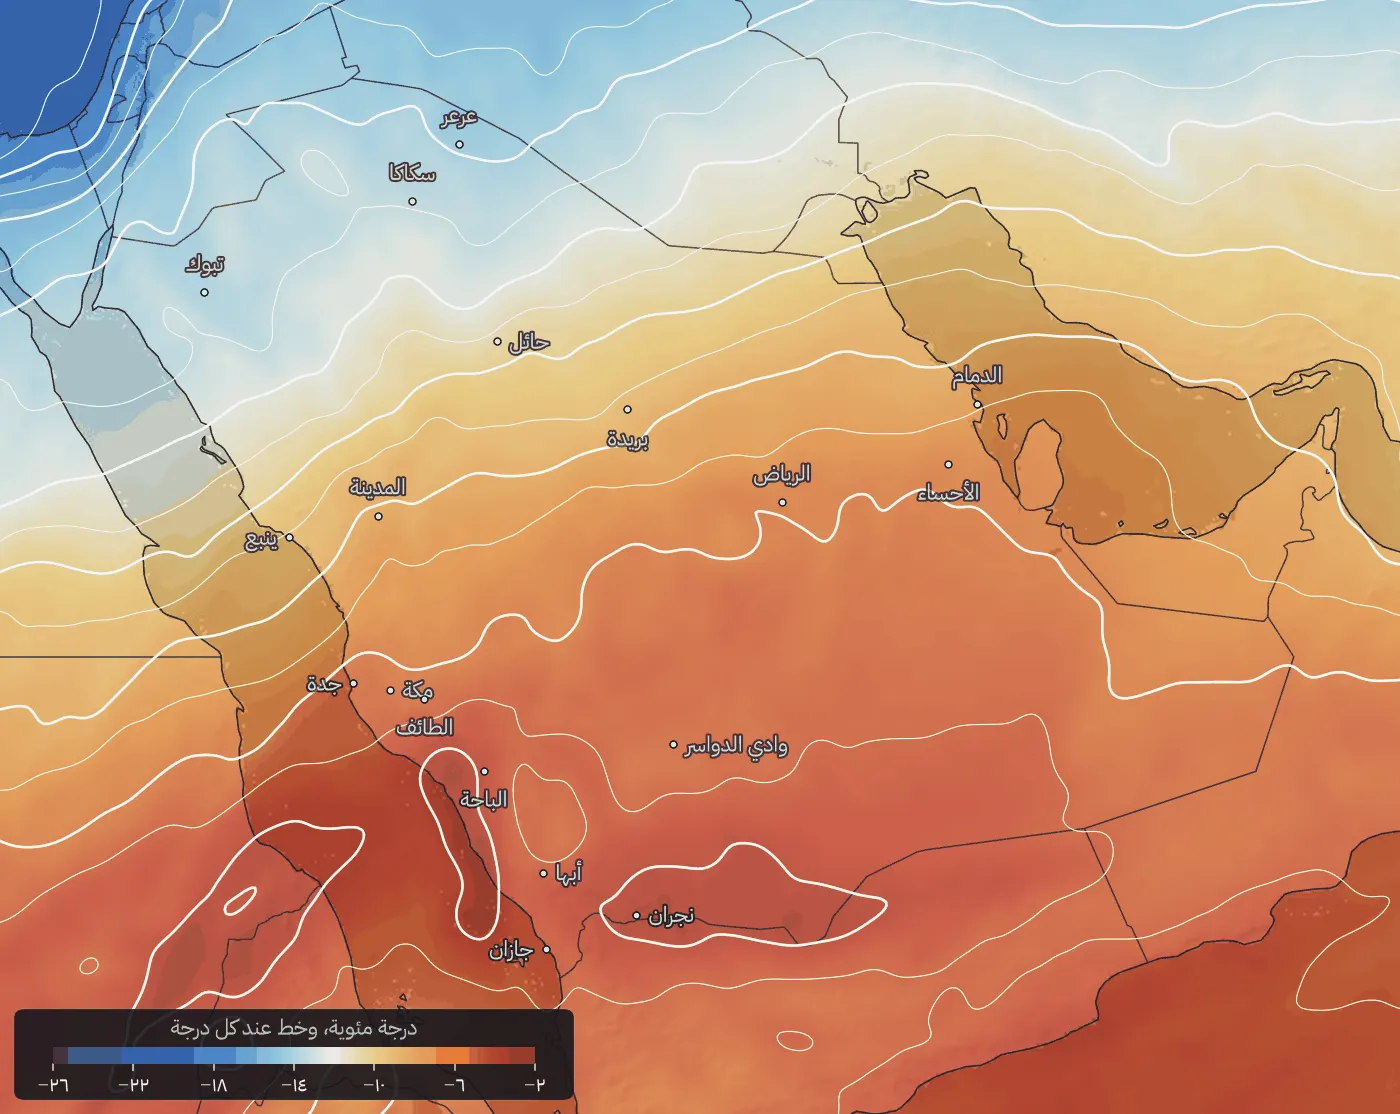 عرعر
سكاكا
تبوك
حائل
الدمام
بريدة
الرياض
المدينة
الأحساء
ينبع
جدة
مكة
الطائف
وادي الدواسر
الباحة
أبها
نجران
جازان
درجة مئوية، وخط عند كل درجة
−٢٦ −٢٢ −١٨ −١٤ −١٠ −٦ −٢